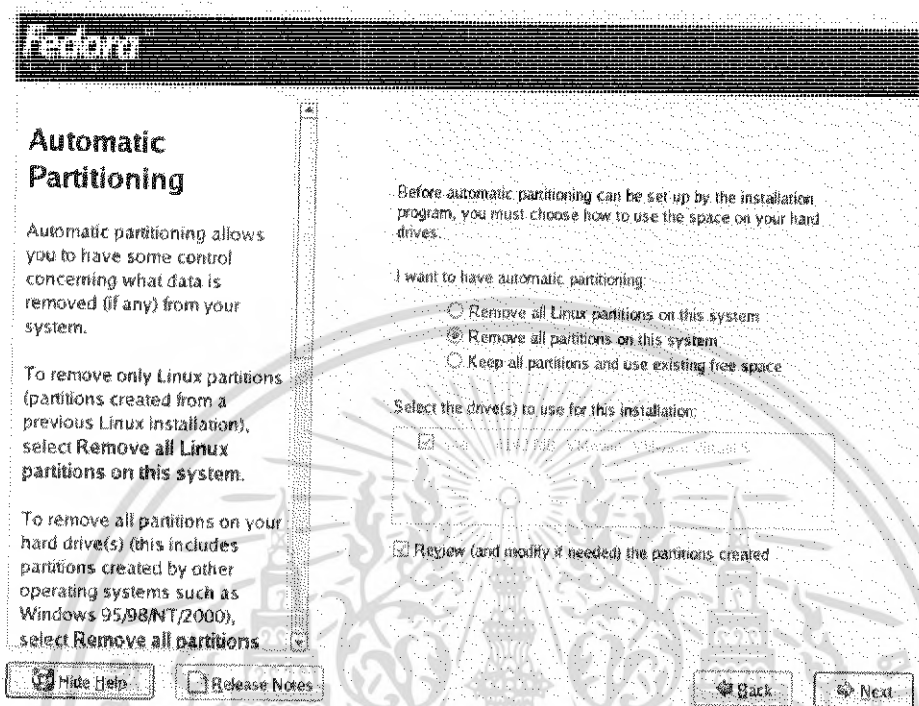 Fedora
Automatic
Partitioning
Automatic partitioning allows
you to have some control
concerning what data is
removed (if any) from your
system.
To remove only Linux partitions
(partitions created from a
previous Linux installation),
select Remove all Linux
partitions on this system.
To remove all partitions on your
hard drive(s) (this includes
partitions created by other
operating systems such as
Windows 95/98/NT/2000),
select Remove all partitions
Before automatic partitioning can be set up by the installation
program, you must choose how to use the space on your hard
drives.
I want to have automatic partitioning:
Remove all Linux partitions on this system
Remove all partitions on this system
Keep all partitions and use existing free space
Select the drive(s) to use for this installation:
Review (and modify if needed) the partitions created
Hide Help
Release Notes
Back
Next